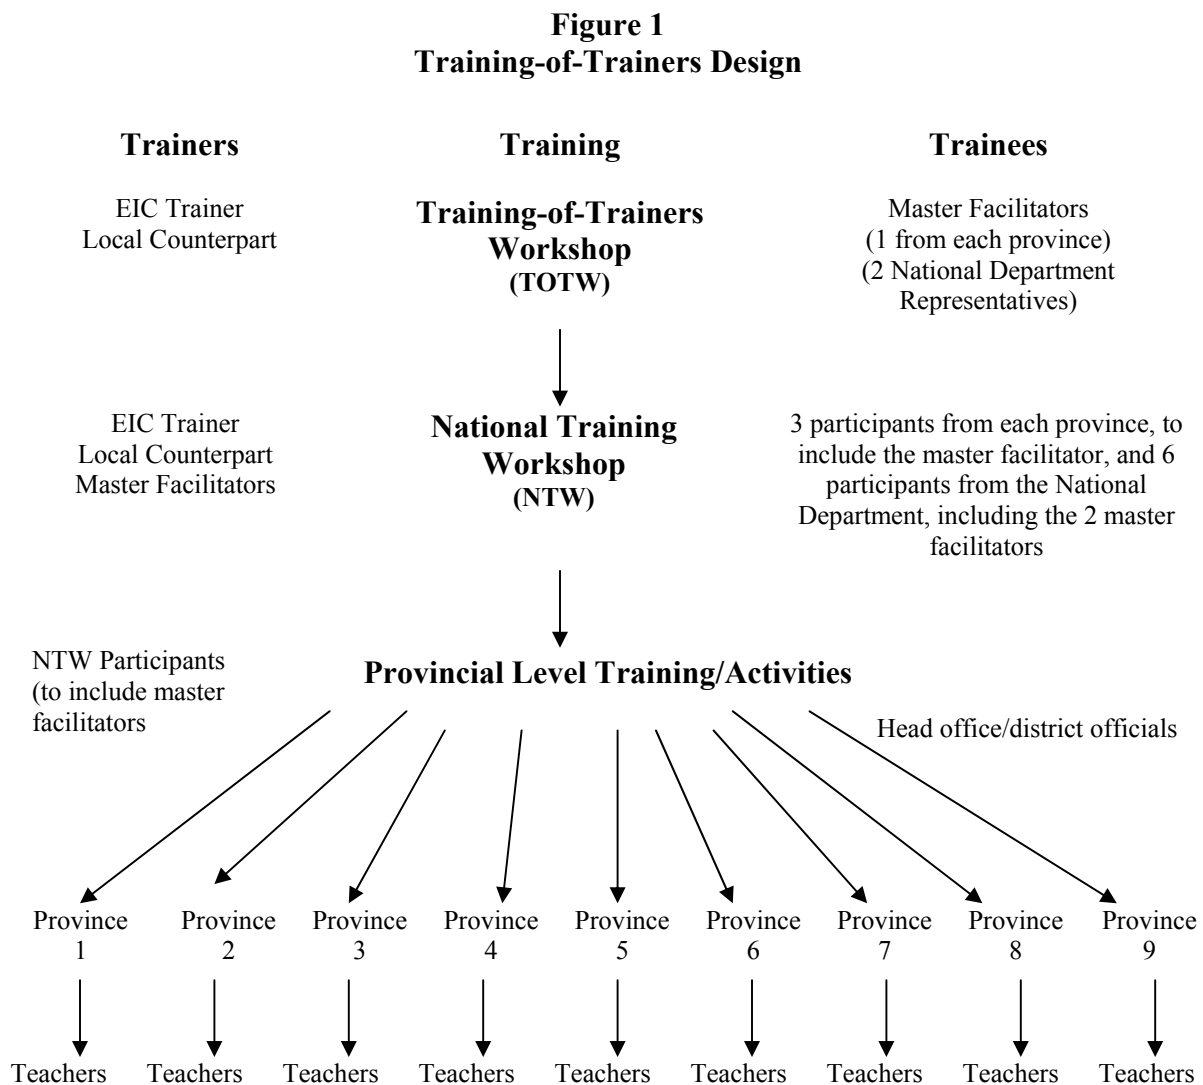 Figure 1
Training-of-Trainers Design
Trainers
Training
Trainees
EIC Trainer
Local Counterpart
Training-of-Trainers
Workshop
(TOTW)
Master Facilitators
(1 from each province)
(2 National Department
Representatives)
EIC Trainer
Local Counterpart
Master Facilitators
National Training
Workshop
(NTW)
3 participants from each province, to
include the master facilitator, and 6
participants from the National
Department, including the 2 master
facilitators
NTW Participants
(to include master
facilitators
Provincial Level Training/Activities
Head office/district officials
Province
1
Province
2
Province
3
Province
4
Province
5
Province
6
Province
7
Province
8
Province
9
Teachers
Teachers
Teachers
Teachers
Teachers
Teachers
Teachers
Teachers
Teachers